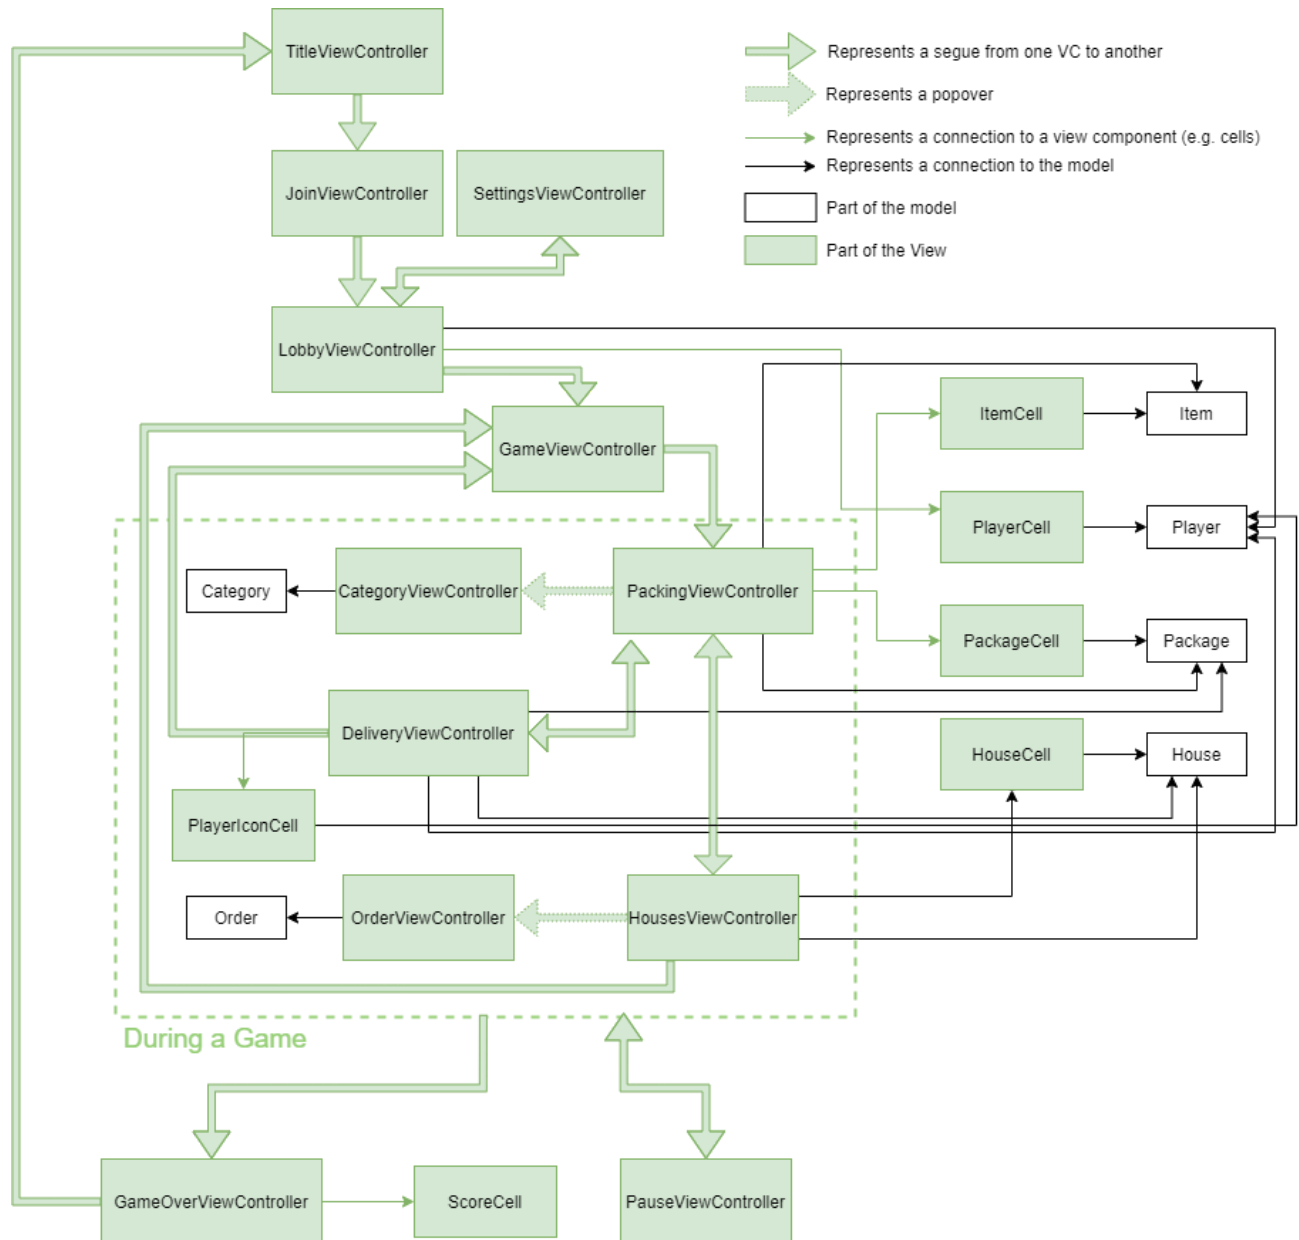 TitleViewController
Represents a segue from one VC to another
Represents a popover
Represents a connection to a view component (e.g. cells)
Represents a connection to the model
JoinViewController
SettingsViewController
Part of the model
Part of the View
LobbyViewController
ItemCell
Item
GameViewController
PlayerCell
Player
Category
CategoryViewController
PackingViewController
PackageCell
Package
DeliveryViewController
HouseCell
House
PlayerIconCell
Order
OrderViewController
HousesViewController
During a Game
GameOverViewController
ScoreCell
PauseViewController